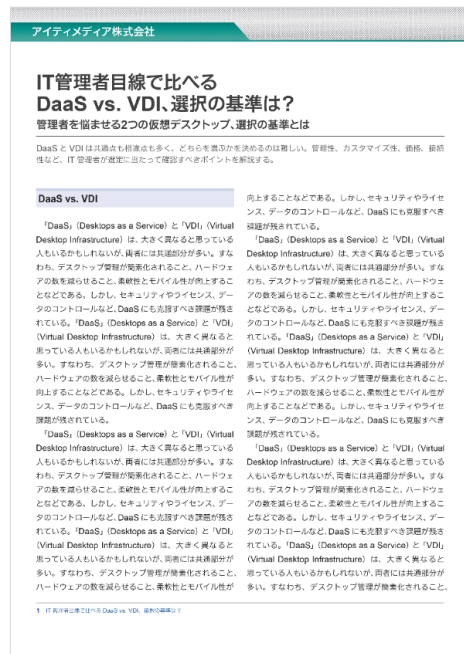 アイティメディア株式会社
IT管理者目線で比べる
DaaS vs. VDI、選択の基準は?
管理者を悩ませる2つの仮想デスクトップ、選択の基準とは
DaaS と VDI は共通点も相違点も多く、どちらを選ぶかを決めるのは難しい。管理性、カスタマイズ性、価格、接続
性など、IT 管理者が選定に当たって確認すべきポイントを解説する。
DaaS vs. VDI
「DaaS」(Desktops as a Service)と「VDI」(Virtual
Desktop Infrastructure)は、大きく異なると思っている
人もいるかもしれないが、両者には共通部分が多い。すな
わち、デスクトップ管理が簡素化されること、ハードウェ
アの数を減らせること、柔軟性とモバイル性が向上するこ
となどである。しかし、セキュリティやライセンス、デー
タのコントロールなど、DaaS にも克服すべき課題が残さ
れている。「DaaS」(Desktops as a Service)と「VDI」
(Virtual Desktop Infrastructure)は、大きく異なると
思っている人もいるかもしれないが、両者には共通部分が
多い。すなわち、デスクトップ管理が簡素化されること、
ハードウェアの数を減らせること、柔軟性とモバイル性が
向上することなどである。しかし、セキュリティやライセ
ンス、データのコントロールなど、DaaS にも克服すべき
課題が残されている。
「DaaS」(Desktops as a Service)と「VDI」(Virtual
Desktop Infrastructure)は、大きく異なると思っている
人もいるかもしれないが、両者には共通部分が多い。すな
わち、デスクトップ管理が簡素化されること、ハードウェ
アの数を減らせること、柔軟性とモバイル性が向上するこ
となどである。しかし、セキュリティやライセンス、デー
タのコントロールなど、DaaS にも克服すべき課題が残さ
れている。「DaaS」(Desktops as a Service)と「VDI」
(Virtual Desktop Infrastructure)は、大きく異なると
思っている人もいるかもしれないが、両者には共通部分が
多い。すなわち、デスクトップ管理が簡素化されること、
ハードウェアの数を減らせること、柔軟性とモバイル性が
向上することなどである。しかし、セキュリティやライセ
ンス、データのコントロールなど、DaaS にも克服すべき
課題が残されている。
「DaaS」(Desktops as a Service)と「VDI」(Virtual
Desktop Infrastructure)は、大きく異なると思っている
人もいるかもしれないが、両者には共通部分が多い。すな
わち、デスクトップ管理が簡素化されること、ハードウェ
アの数を減らせること、柔軟性とモバイル性が向上するこ
となどである。しかし、セキュリティやライセンス、デー
タのコントロールなど、DaaS にも克服すべき課題が残さ
れている。「DaaS」(Desktops as a Service)と「VDI」
(Virtual Desktop Infrastructure)は、大きく異なると
思っている人もいるかもしれないが、両者には共通部分が
多い。すなわち、デスクトップ管理が簡素化されること、
ハードウェアの数を減らせること、柔軟性とモバイル性が
向上することなどである。しかし、セキュリティやライセ
ンス、データのコントロールなど、DaaS にも克服すべき
課題が残されている。
「DaaS」(Desktops as a Service)と「VDI」(Virtual
Desktop Infrastructure)は、大きく異なると思っている
人もいるかもしれないが、両者には共通部分が多い。すな
わち、デスクトップ管理が簡素化されること、ハードウェ
アの数を減らせること、柔軟性とモバイル性が向上するこ
となどである。しかし、セキュリティやライセンス、デー
タのコントロールなど、DaaS にも克服すべき課題が残さ
れている。「DaaS」(Desktops as a Service)と「VDI」
(Virtual Desktop Infrastructure)は、大きく異なると
思っている人もいるかもしれないが、両者には共通部分が
多い。すなわち、デスクトップ管理が簡素化されること、
1 IT 管理者目線で比べる DaaS vs. VDI、選択の基準は?